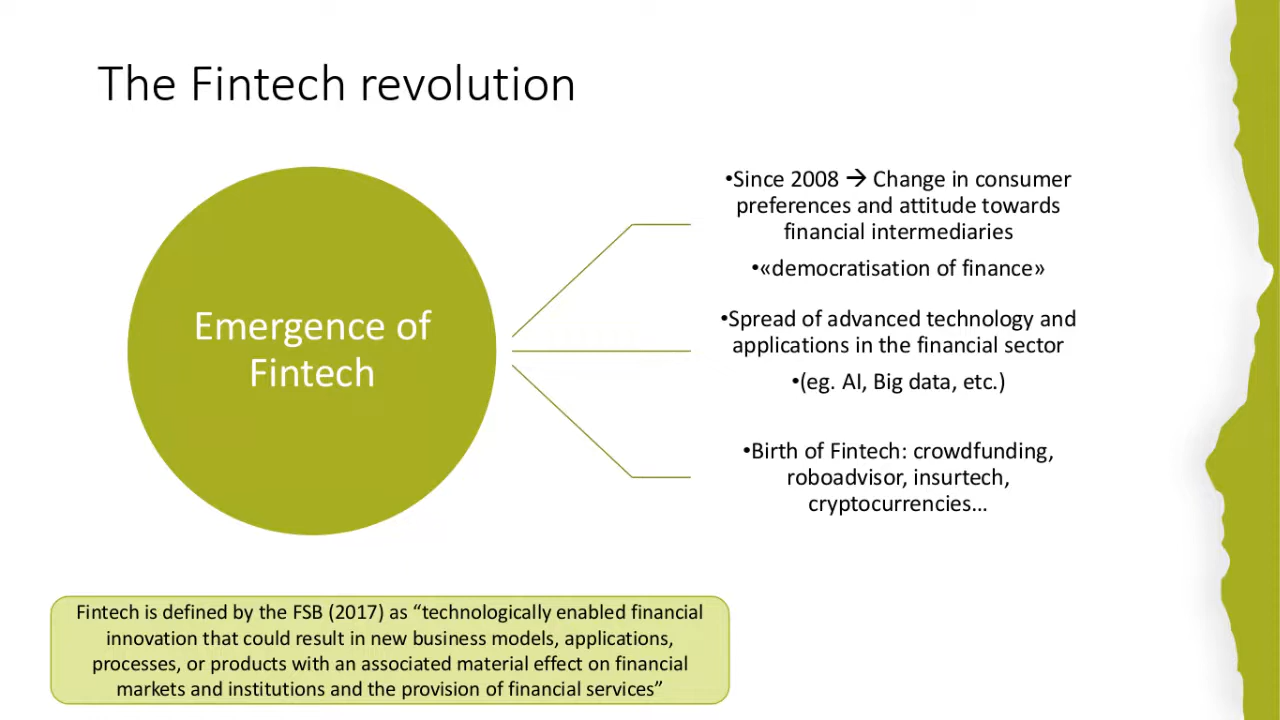 The Fintech revolution
Emergence of
Fintech
•Since 2008 → Change in consumer
preferences and attitude towards
financial intermediaries
•«democratisation of finance»
•Spread of advanced technology and
applications in the financial sector
•(eg. AI, Big data, etc.)
•Birth of Fintech: crowdfunding,
roboadvisor, insurtech,
cryptocurrencies…
Fintech is defined by the FSB (2017) as “technologically enabled financial
innovation that could result in new business models, applications,
processes, or products with an associated material effect on financial
markets and institutions and the provision of financial services”